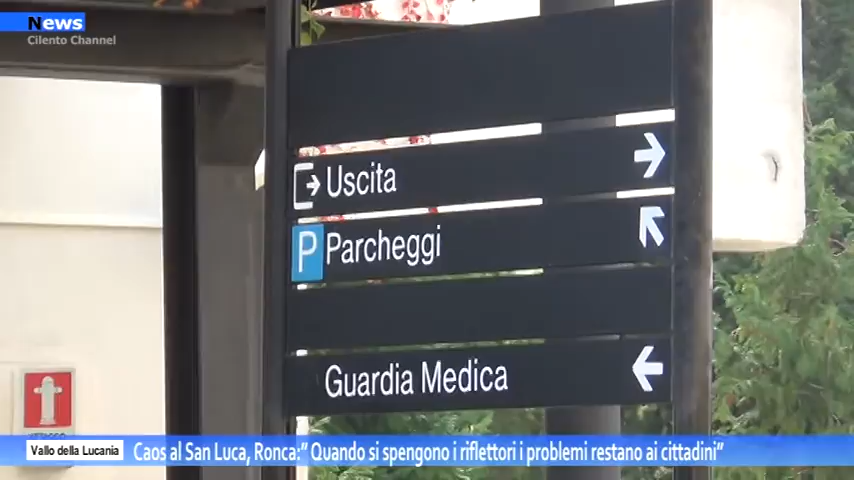 News
Cilento Channel
Uscita
P Parcheggi
Guardia Medica
Vallo della Lucania
Caos al San Luca, Ronca:" Quando si spengono i riflettori i problemi restano ai cittadini"